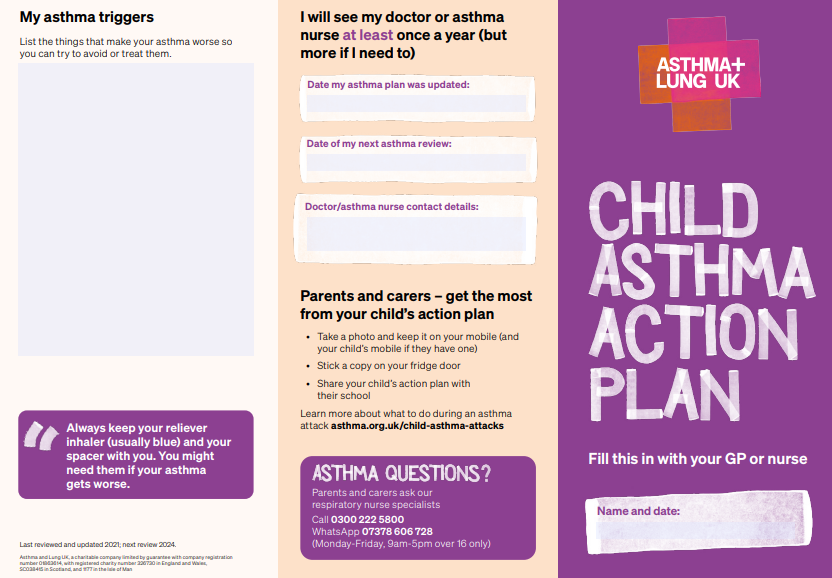 My asthma triggers
List the things that make your asthma worse so
you can try to avoid or treat them.
Always keep your reliever
inhaler (usually blue) and your
spacer with you. You might
need them if your asthma
gets worse.
Last reviewed and updated 2021; next review 2024.
Asthma and Lung UK, a charitable company limited by guarantee with company registration
number 01863614, with registered charity number 326730 in England and Wales,
SC038415 in Scotland, and 1177 in the Isle of Man
I will see my doctor or asthma
nurse at least once a year (but
more if I need to)
Date my asthma plan was updated:
Date of my next asthma review:
Doctor/asthma nurse contact details:
Parents and carers – get the most
from your child's action plan
• Take a photo and keep it on your mobile (and
your child's mobile if they have one)
• Stick a copy on your fridge door
• Share your child's action plan with
their school
Learn more about what to do during an asthma
attack asthma.org.uk/child-asthma-attacks
ASTHMA QUESTIONS?
Parents and carers ask our
respiratory nurse specialists
Call 0300 222 5800
WhatsApp 07378 606 728
(Monday-Friday, 9am-5pm over 16 only)
ASTHMA+
LUNG UK
CHILD
ASTHMA
ACTION
PLAN
Fill this in with your GP or nurse
Name and date: